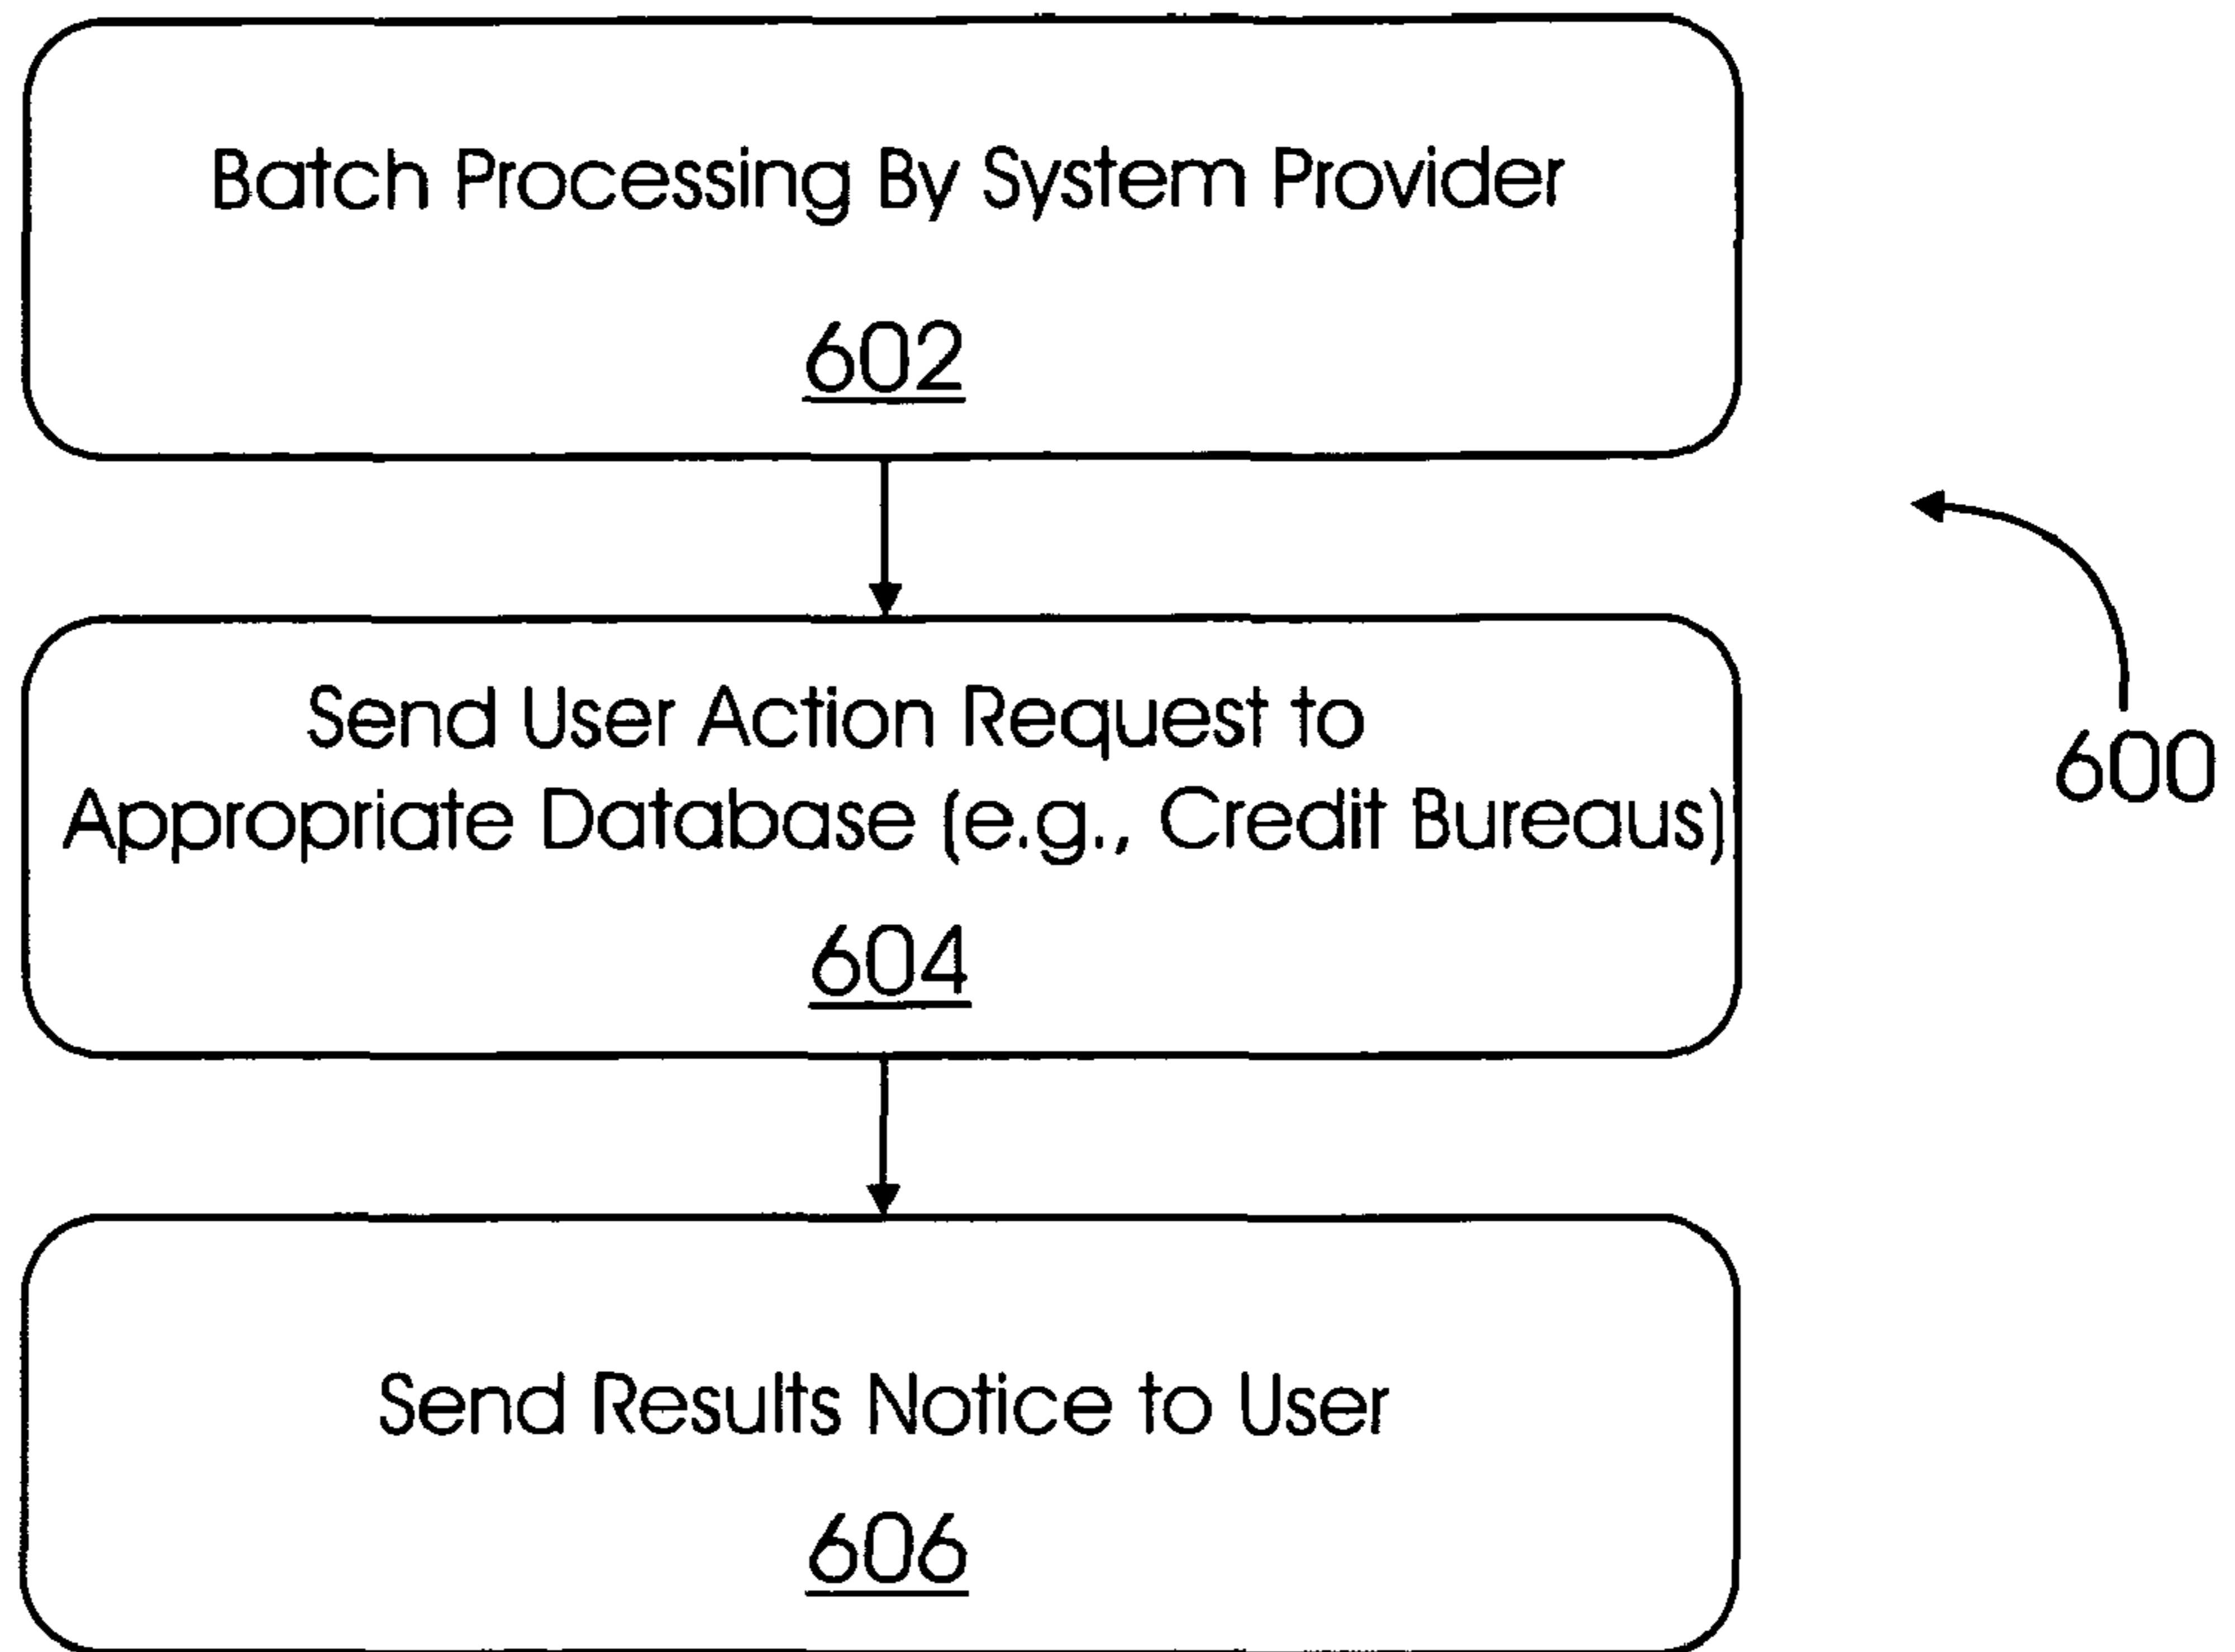 Batch Processing By System Provider
602
Send User Action Request to
Appropriate Database (e.g., Credit Bureaus)
604
600
Send Results Notice to User
606